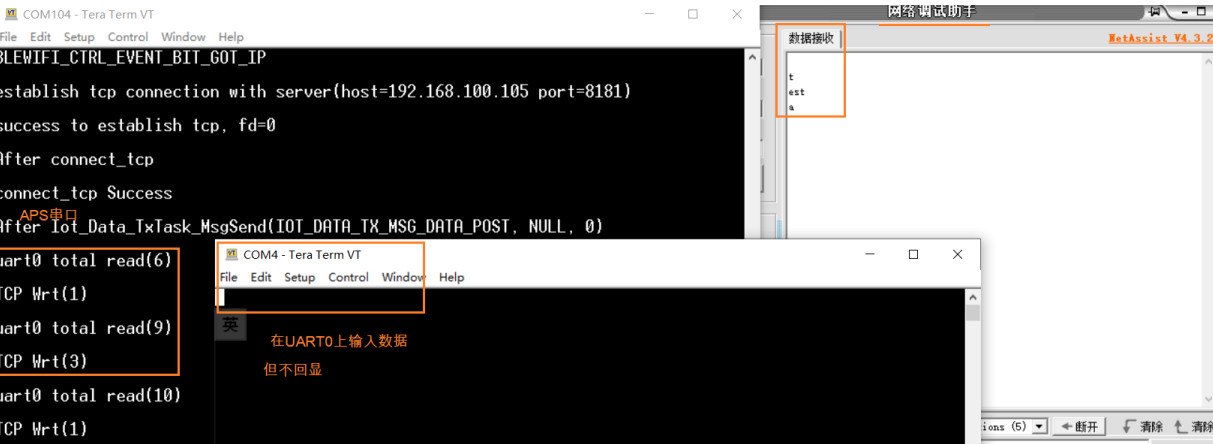 COM104 - Tera Term VT
File Edit Setup Control Window Help
BLEWIFI_CTRL_EVENT_BIT_GOT_IP
establish tcp connection with server(host=192.168.100.105 port=8181)
success to establish tcp, fd=0
After connect_tcp
connect_tcp Success
APS串口
After Iot_Data_TxTask_MsgSend(IOT_DATA_TX_MSG_DATA_POST, NULL, 0)
uart0 total read(6)
TCP Wrt(1)
uart0 total read(9)
TCP Wrt(3)
uart0 total read(10)
TCP Wrt(1)
COM4 - Tera Term VT
File Edit Setup Control Window Help
英
在UART0上输入数据
但不回显
网络调试助手
数据接收
NetAssist V4.3.2
t
est
a
ions (5)
断开
清除
清除